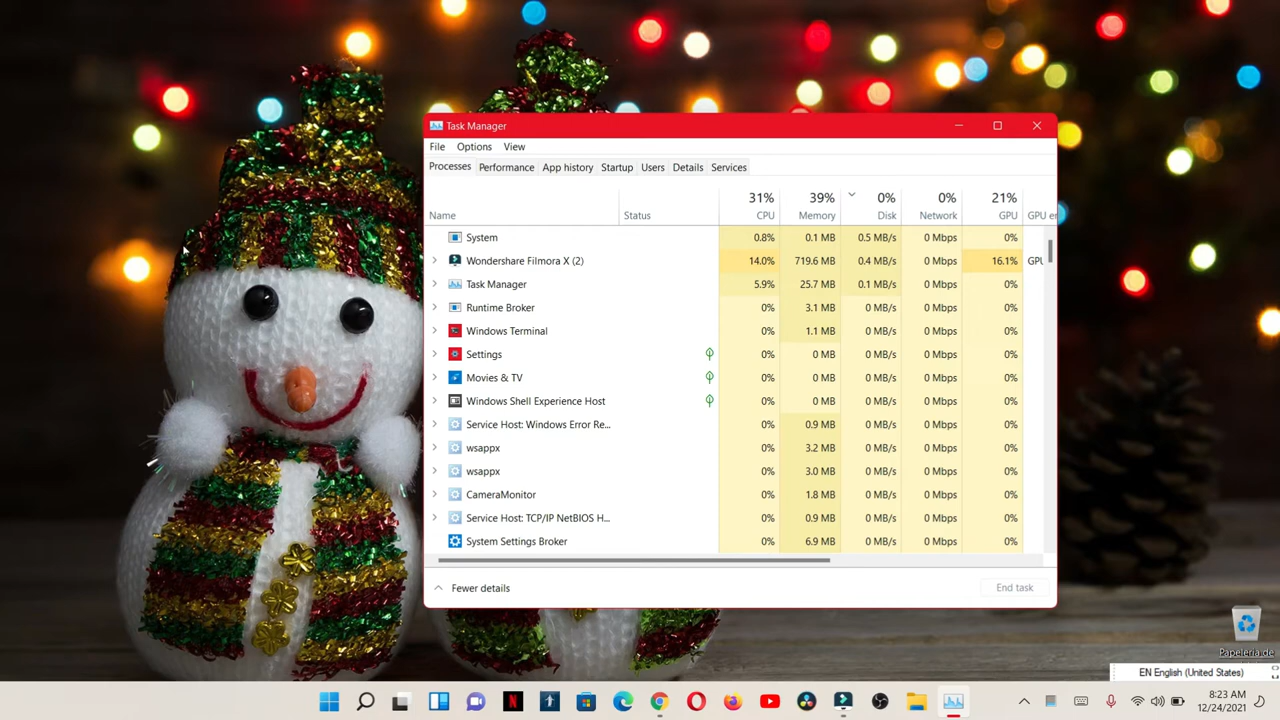 Task Manager
File Options View
Processes Performance App history Startup Users Details Services
31% 39% 0% 0% 21%
Name Status CPU Memory Disk Network GPU GPU en
System 0.8% 0.1 MB 0.5 MB/s 0 Mbps 0%
Wondershare Filmora X (2) 14.0% 719.6 MB 0.4 MB/s 0 Mbps 16.1% GPU
Task Manager 5.9% 25.7 MB 0.1 MB/s 0 Mbps 0%
Runtime Broker 0% 3.1 MB 0 MB/s 0 Mbps 0%
Windows Terminal 0% 1.1 MB 0 MB/s 0 Mbps 0%
Settings 0% 0 MB 0 MB/s 0 Mbps 0%
Movies & TV 0% 0 MB 0 MB/s 0 Mbps 0%
Windows Shell Experience Host 0% 0 MB 0 MB/s 0 Mbps 0%
Service Host: Windows Error Re... 0% 0.9 MB 0 MB/s 0 Mbps 0%
wsappx 0% 3.2 MB 0 MB/s 0 Mbps 0%
wsappx 0% 3.0 MB 0 MB/s 0 Mbps 0%
CameraMonitor 0% 1.8 MB 0 MB/s 0 Mbps 0%
Service Host: TCP/IP NetBIOS H... 0% 0.9 MB 0 MB/s 0 Mbps 0%
System Settings Broker 0% 6.9 MB 0 MB/s 0 Mbps 0%
Fewer details End task
Papelería de
EN English (United States)
8:23 AM
12/24/2021